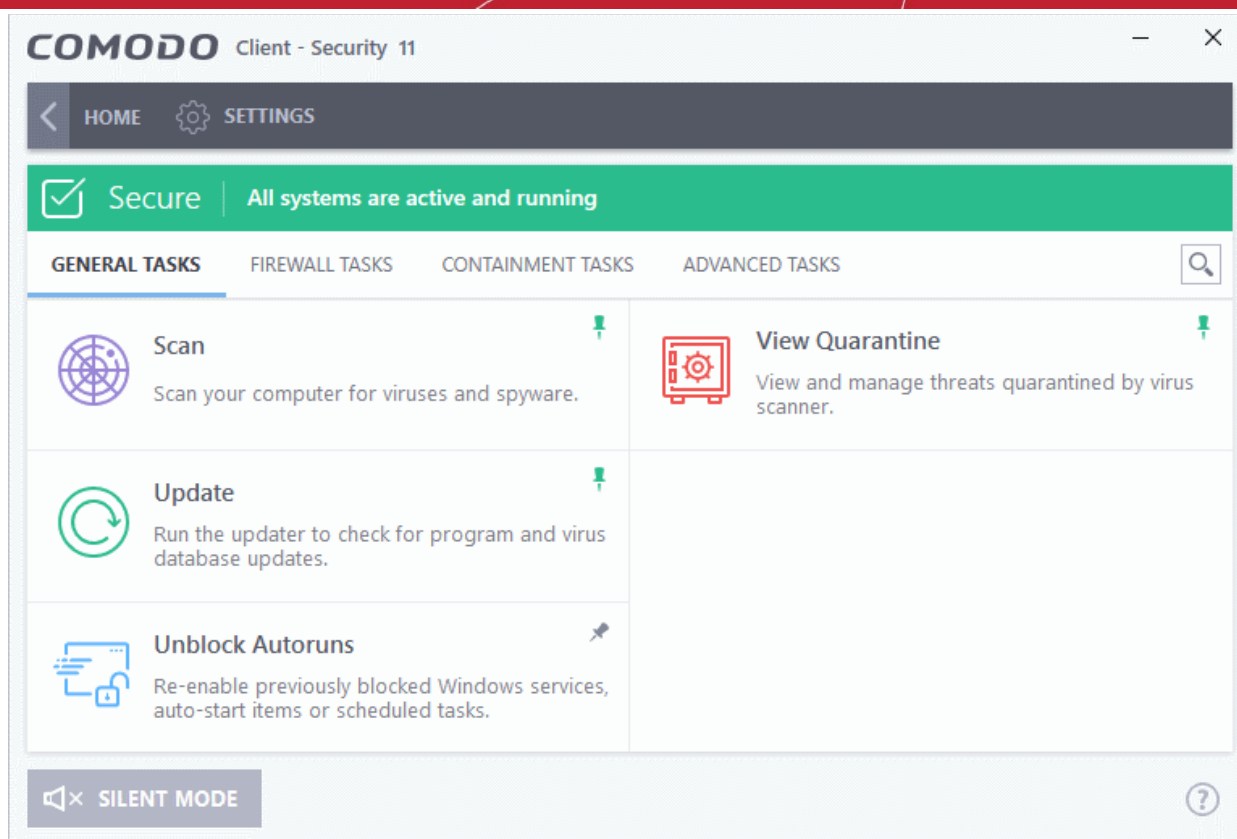 COMODO Client - Security 11
HOME SETTINGS
Secure All systems are active and running
GENERAL TASKS FIREWALL TASKS CONTAINMENT TASKS ADVANCED TASKS
Scan
Scan your computer for viruses and spyware.
View Quarantine
View and manage threats quarantined by virus
scanner.
Update
Run the updater to check for program and virus
database updates.
Unblock Autoruns
Re-enable previously blocked Windows services,
auto-start items or scheduled tasks.
SILENT MODE
?